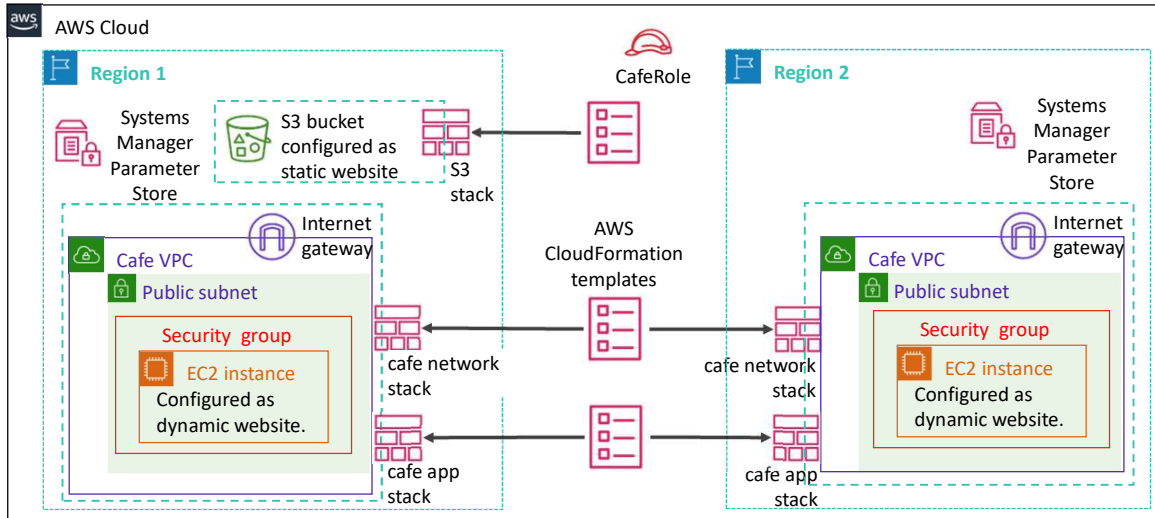 aws
AWS Cloud
Region 1
Systems
Manager
Parameter
Store
S3 bucket
configured as
static website
S3
stack
Internet
gateway
Cafe VPC
Public subnet
Security group
EC2 instance
Configured as
dynamic website.
cafe network
stack
cafe app
stack
CafeRole
AWS
CloudFormation
templates
Region 2
Systems
Manager
Parameter
Store
Internet
gateway
Cafe VPC
Public subnet
Security group
EC2 instance
Configured as
dynamic website.
cafe network
stack
cafe app
stack